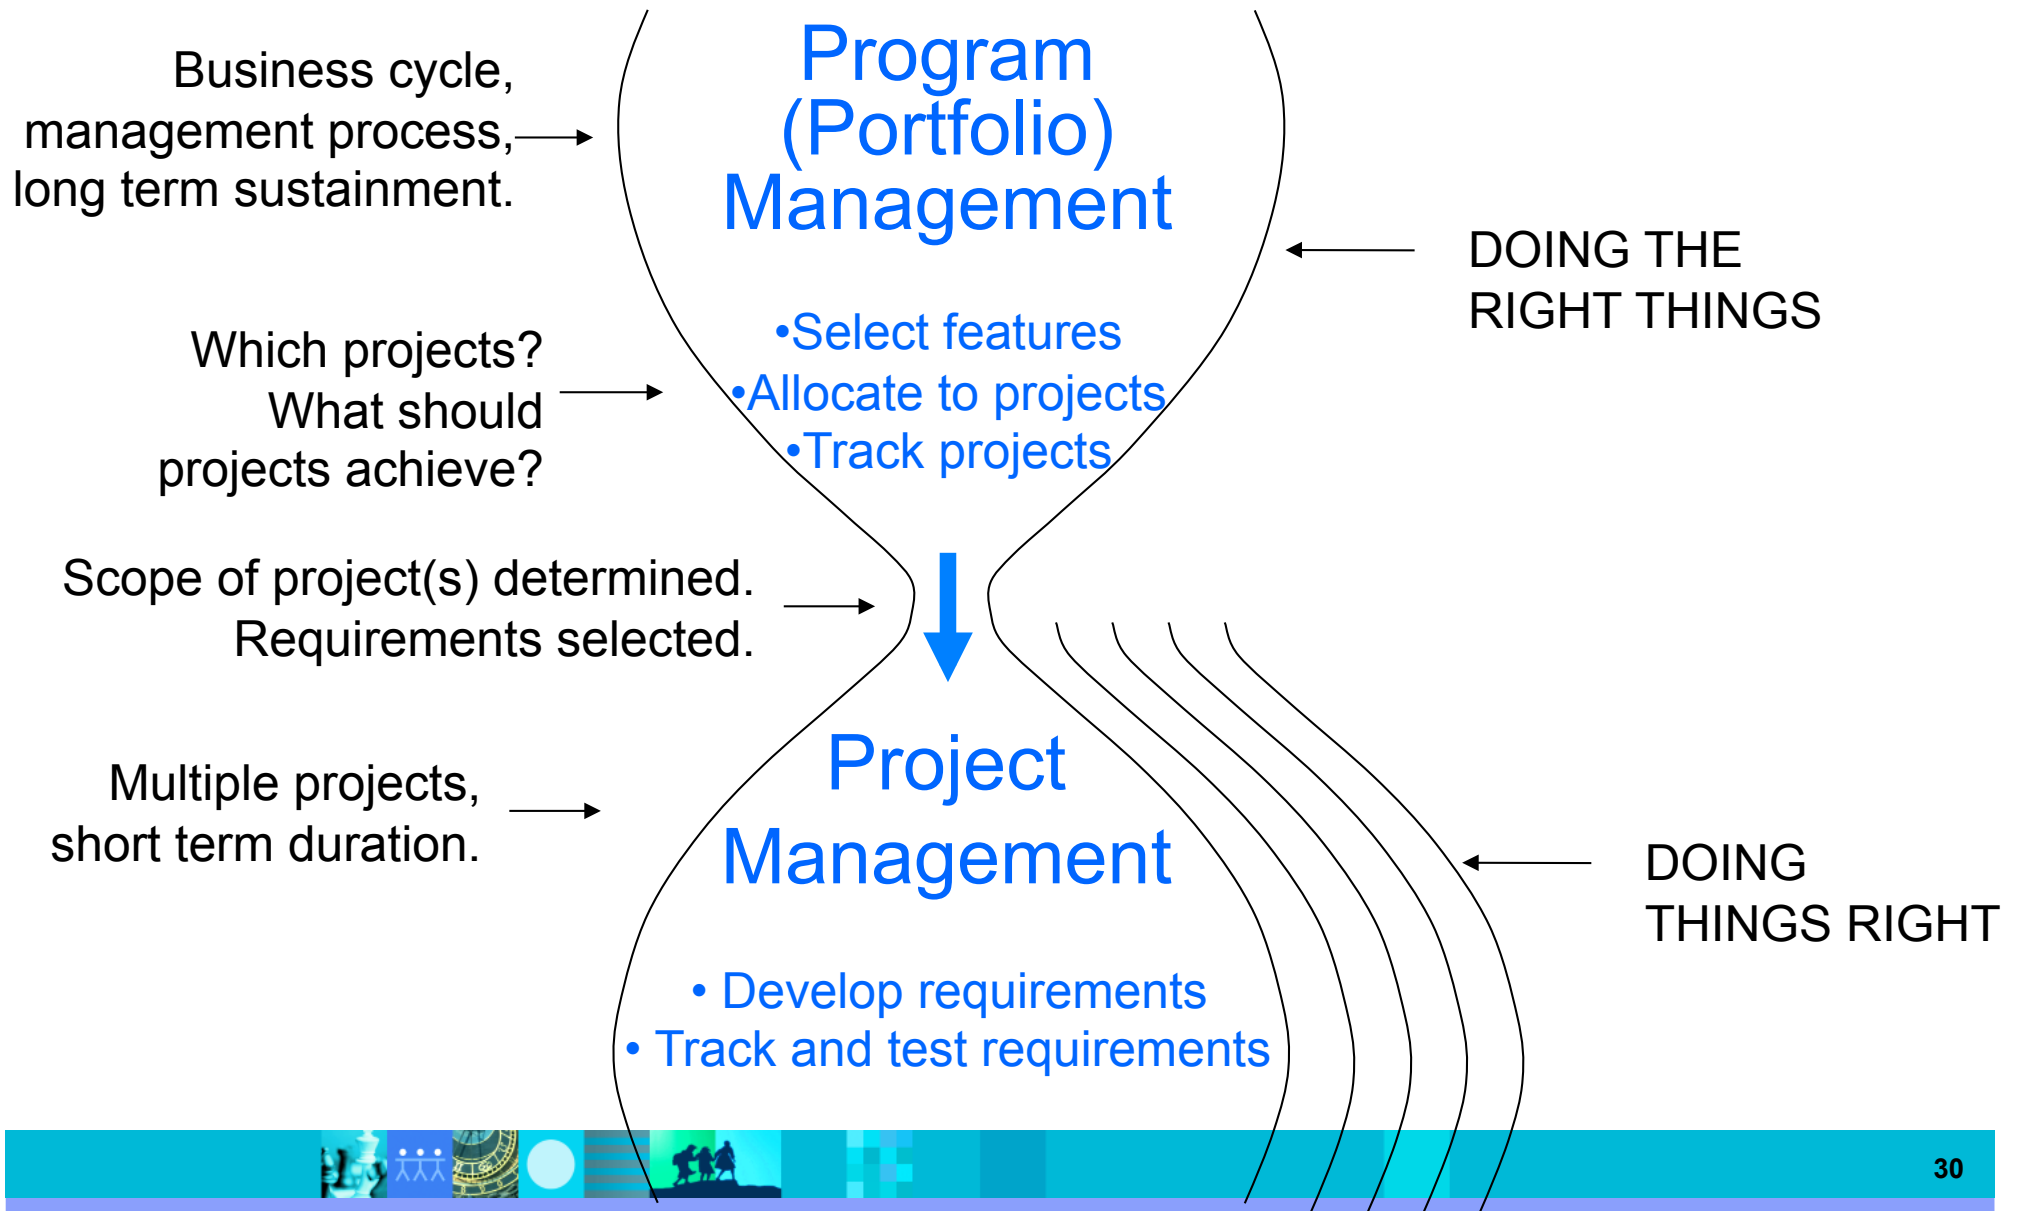 Program
(Portfolio)
Management
Business cycle,
management process,
long term sustainment.
DOING THE
RIGHT THINGS
•Select features
•Allocate to projects
•Track projects
Which projects?
What should
projects achieve?
Scope of project(s) determined.
Requirements selected.
Project
Management
Multiple projects,
short term duration.
DOING
THINGS RIGHT
• Develop requirements
• Track and test requirements
30